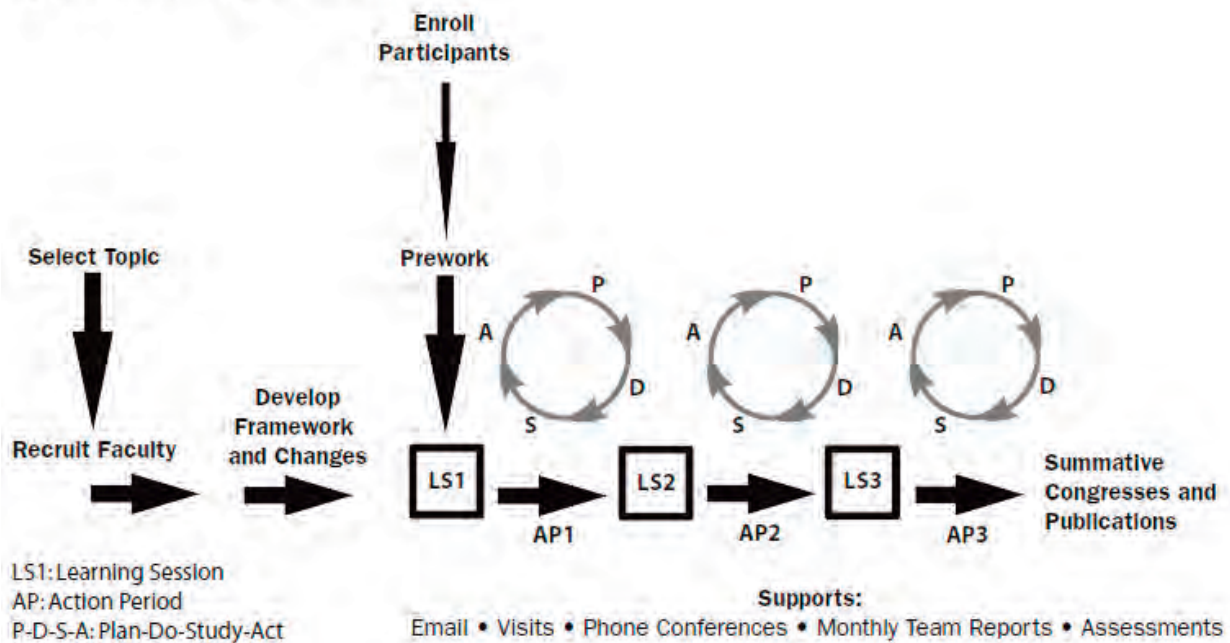 Enroll
Participants
Select Topic
Prework
P
A
D
S
P
A
D
S
P
A
D
S
Recruit Faculty
Develop
Framework
and Changes
LS1
AP1
LS2
AP2
LS3
AP3
Summative
Congresses and
Publications
LS1: Learning Session
AP: Action Period
P-D-S-A: Plan-Do-Study-Act
Supports:
Email • Visits • Phone Conferences • Monthly Team Reports • Assessments